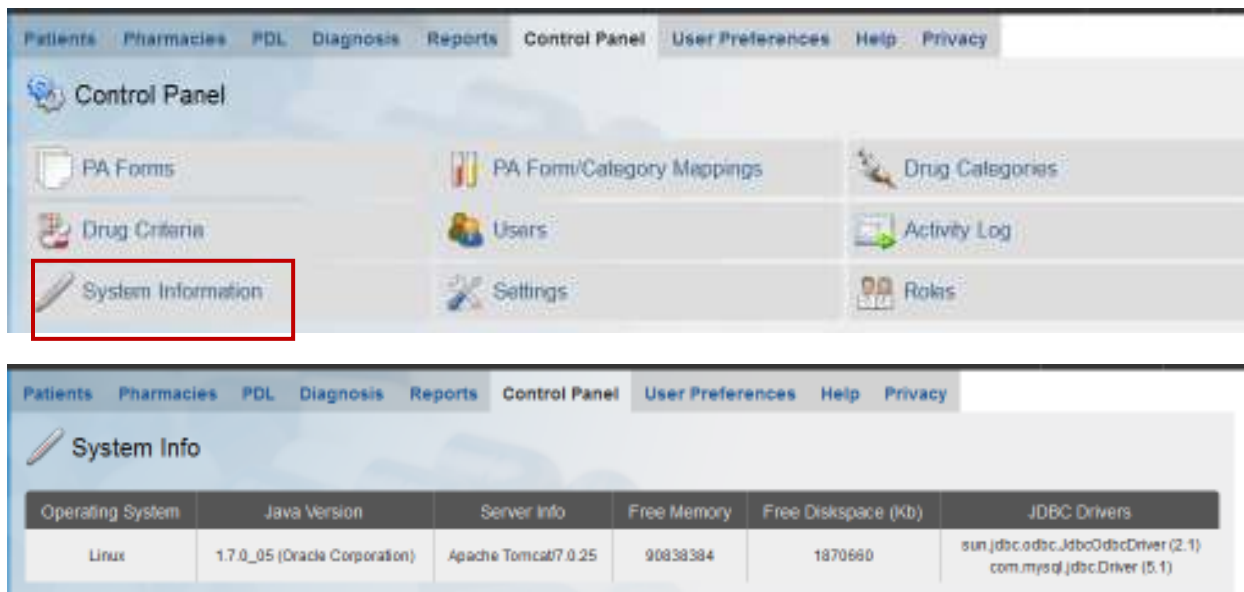 Patients Pharmacies PDL Diagnosis Reports Control Panel User Preferences Help Privacy
Control Panel
PA Forms PA Form/Category Mappings Drug Categories
Drug Criteria Users Activity Log
System Information Settings Roles
Patients Pharmacies PDL Diagnosis Reports Control Panel User Preferences Help Privacy
System Info
Operating System Java Version Server Info Free Memory Free Diskspace (Kb) JDBC Drivers
Linux 1.7.0_05 (Oracle Corporation) Apache Tomcat/7.0.25 90838384 1870660 sun.jdbc.odbc.JdbcOdbcDriver (2.1)
com.mysql.jdbc.Driver (5.1)